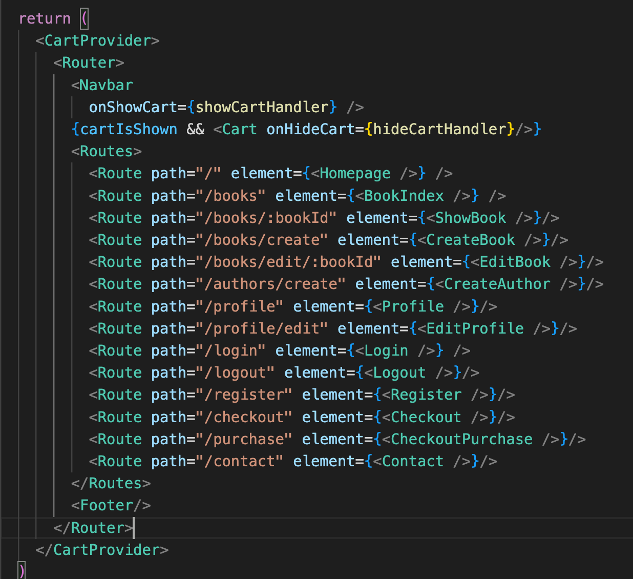 return (
<CartProvider>
<Router>
<Navbar
onShowCart={showCartHandler} />
{cartIsShown && <Cart onHideCart={hideCartHandler}/>}
<Routes>
<Route path="/" element={<Homepage />} />
<Route path="/books" element={<BookIndex />} />
<Route path="/books/:bookId" element={<ShowBook />}/>
<Route path="/books/create" element={<CreateBook />}/>
<Route path="/books/edit/:bookId" element={<EditBook />}/>
<Route path="/authors/create" element={<CreateAuthor />}/>
<Route path="/profile" element={<Profile />}/>
<Route path="/profile/edit" element={<EditProfile />}/>
<Route path="/login" element={<Login />} />
<Route path="/logout" element={<Logout />}/>
<Route path="/register" element={<Register />}/>
<Route path="/checkout" element={<Checkout />}/>
<Route path="/purchase" element={<CheckoutPurchase />}/>
<Route path="/contact" element={<Contact />}/>
</Routes>
<Footer/>
</Router>
</CartProvider>
)